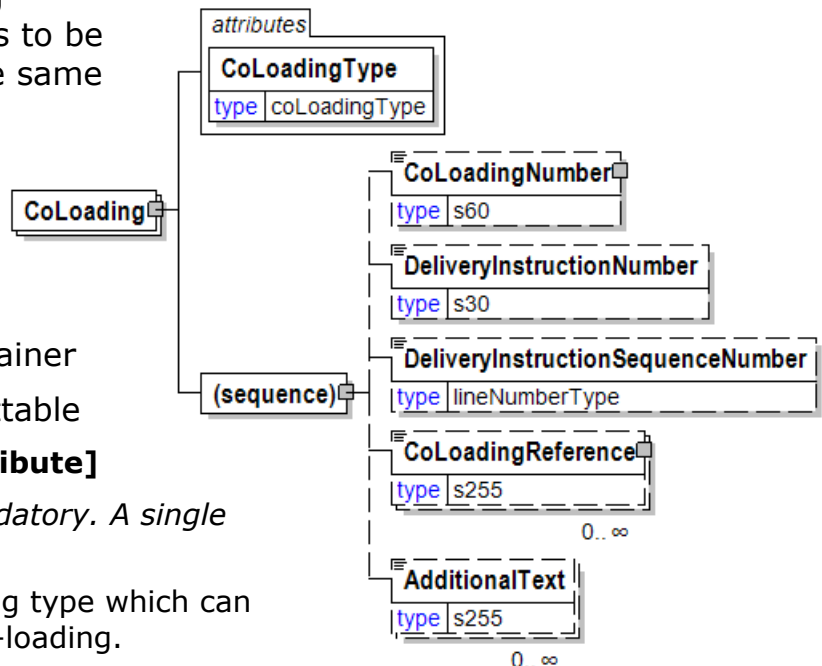 s to be
e same
ainer
ttable
ibute]
datory. A single
g type which can
-loading.
attributes
CoLoadingType
type coLoadingType
CoLoading
(sequence)
CoLoadingNumber
type s60
DeliveryInstructionNumber
type s30
DeliveryInstructionSequenceNumber
type lineNumberType
CoLoadingReference
type s255
0.. ∞
AdditionalText
type s255
0.. ∞